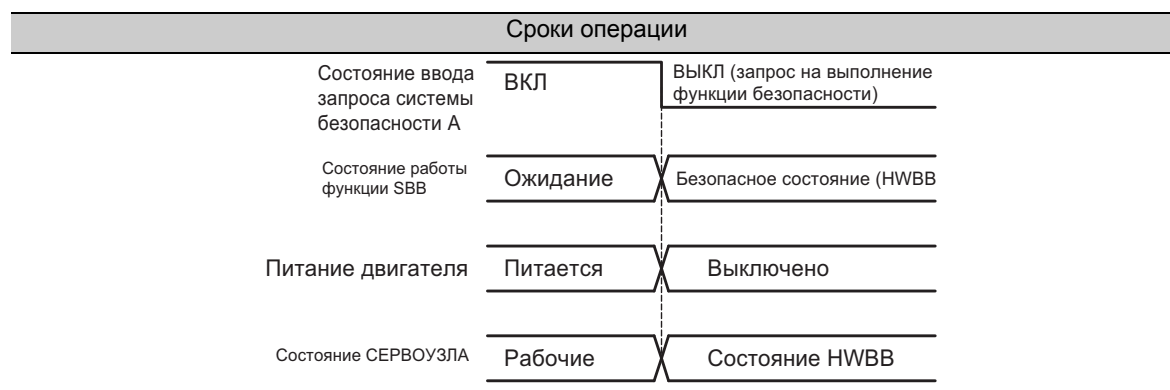 Сроки операции
Состояние ввода
запроса системы
безопасности A
ВКЛ
ВЫКЛ (запрос на выполнение
функции безопасности)
Состояние работы
функции SBB
Ожидание
Безопасное состояние (HWBB
Питание двигателя
Питается
Выключено
Состояние СЕРВОУЗЛА
Рабочие
Состояние HWBB